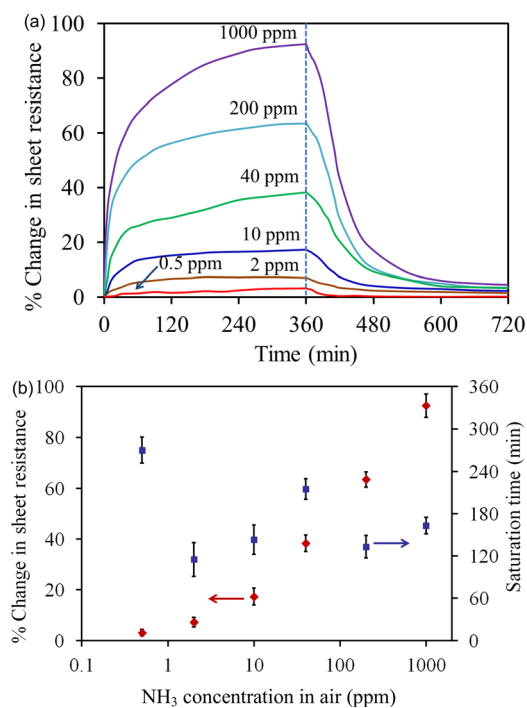 (a)
100
80
60
40
20
0
% Change in sheet resistance
1000 ppm
200 ppm
40 ppm
10 ppm
0.5 ppm
2 ppm
0 120 240 360 480 600 720
Time (min)
(b)
100
80
60
40
20
0
% Change in sheet resistance
360
300
240
180
120
60
0
Saturation time (min)
0.1 1 10 100 1000
NH₃ concentration in air (ppm)